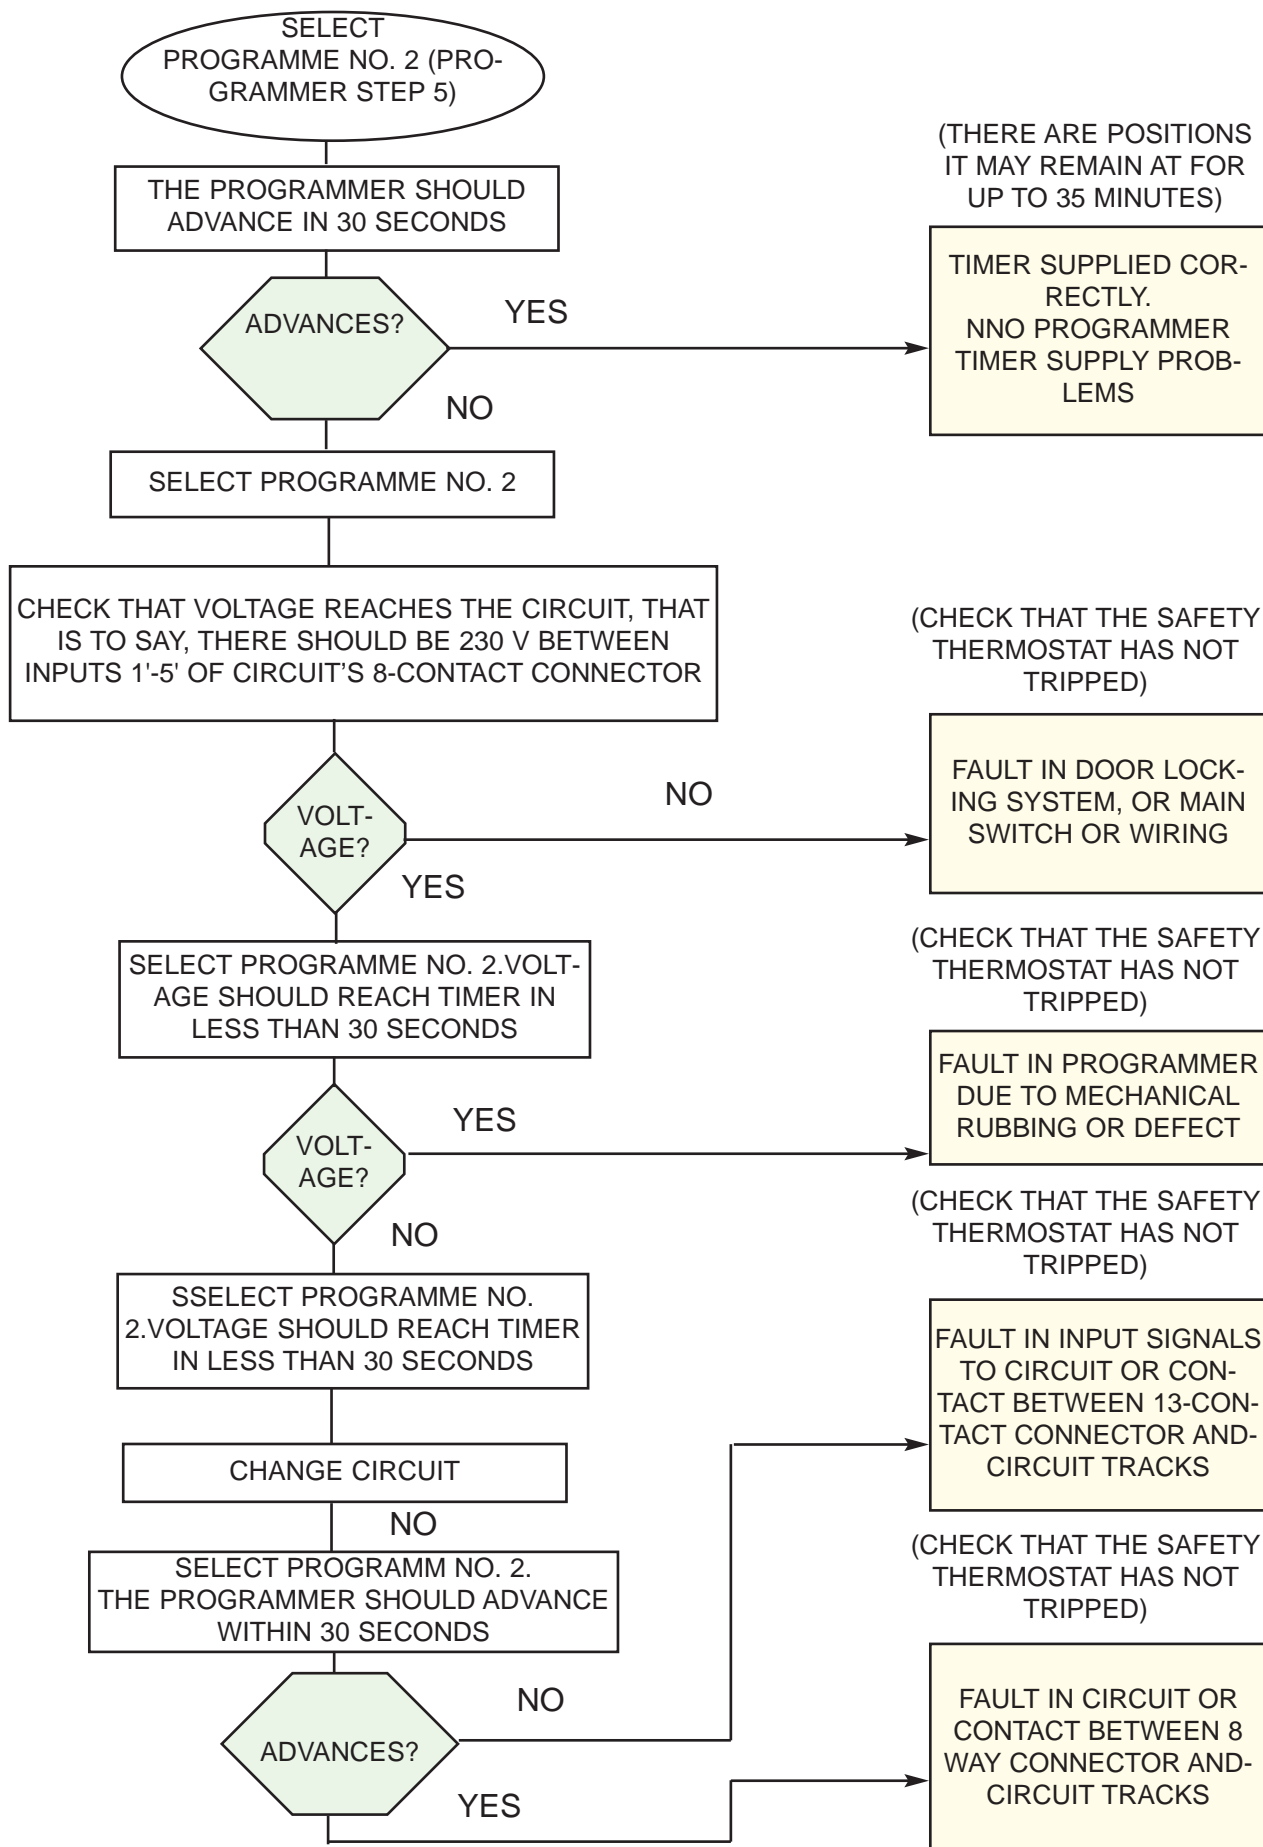 SELECT
PROGRAMME NO. 2 (PRO-
GRAMMER STEP 5)
THE PROGRAMMER SHOULD
ADVANCE IN 30 SECONDS
(THERE ARE POSITIONS
IT MAY REMAIN AT FOR
UP TO 35 MINUTES)
ADVANCES?
YES
TIMER SUPPLIED COR-
RECTLY.
NNO PROGRAMMER
TIMER SUPPLY PROB-
LEMS
NO
SELECT PROGRAMME NO. 2
CHECK THAT VOLTAGE REACHES THE CIRCUIT, THAT
IS TO SAY, THERE SHOULD BE 230 V BETWEEN
INPUTS 1'-5' OF CIRCUIT'S 8-CONTACT CONNECTOR
(CHECK THAT THE SAFETY
THERMOSTAT HAS NOT
TRIPPED)
VOLT-
AGE?
NO
FAULT IN DOOR LOCK-
ING SYSTEM, OR MAIN
SWITCH OR WIRING
YES
SELECT PROGRAMME NO. 2.VOLT-
AGE SHOULD REACH TIMER IN
LESS THAN 30 SECONDS
(CHECK THAT THE SAFETY
THERMOSTAT HAS NOT
TRIPPED)
VOLT-
AGE?
YES
FAULT IN PROGRAMMER
DUE TO MECHANICAL
RUBBING OR DEFECT
NO
SSELECT PROGRAMME NO.
2.VOLTAGE SHOULD REACH TIMER
IN LESS THAN 30 SECONDS
(CHECK THAT THE SAFETY
THERMOSTAT HAS NOT
TRIPPED)
FAULT IN INPUT SIGNALS
TO CIRCUIT OR CON-
TACT BETWEEN 13-CON-
TACT CONNECTOR AND-
CIRCUIT TRACKS
CHANGE CIRCUIT
NO
SELECT PROGRAMM NO. 2.
THE PROGRAMMER SHOULD ADVANCE
WITHIN 30 SECONDS
(CHECK THAT THE SAFETY
THERMOSTAT HAS NOT
TRIPPED)
ADVANCES?
NO
YES
FAULT IN CIRCUIT OR
CONTACT BETWEEN 8
WAY CONNECTOR AND-
CIRCUIT TRACKS